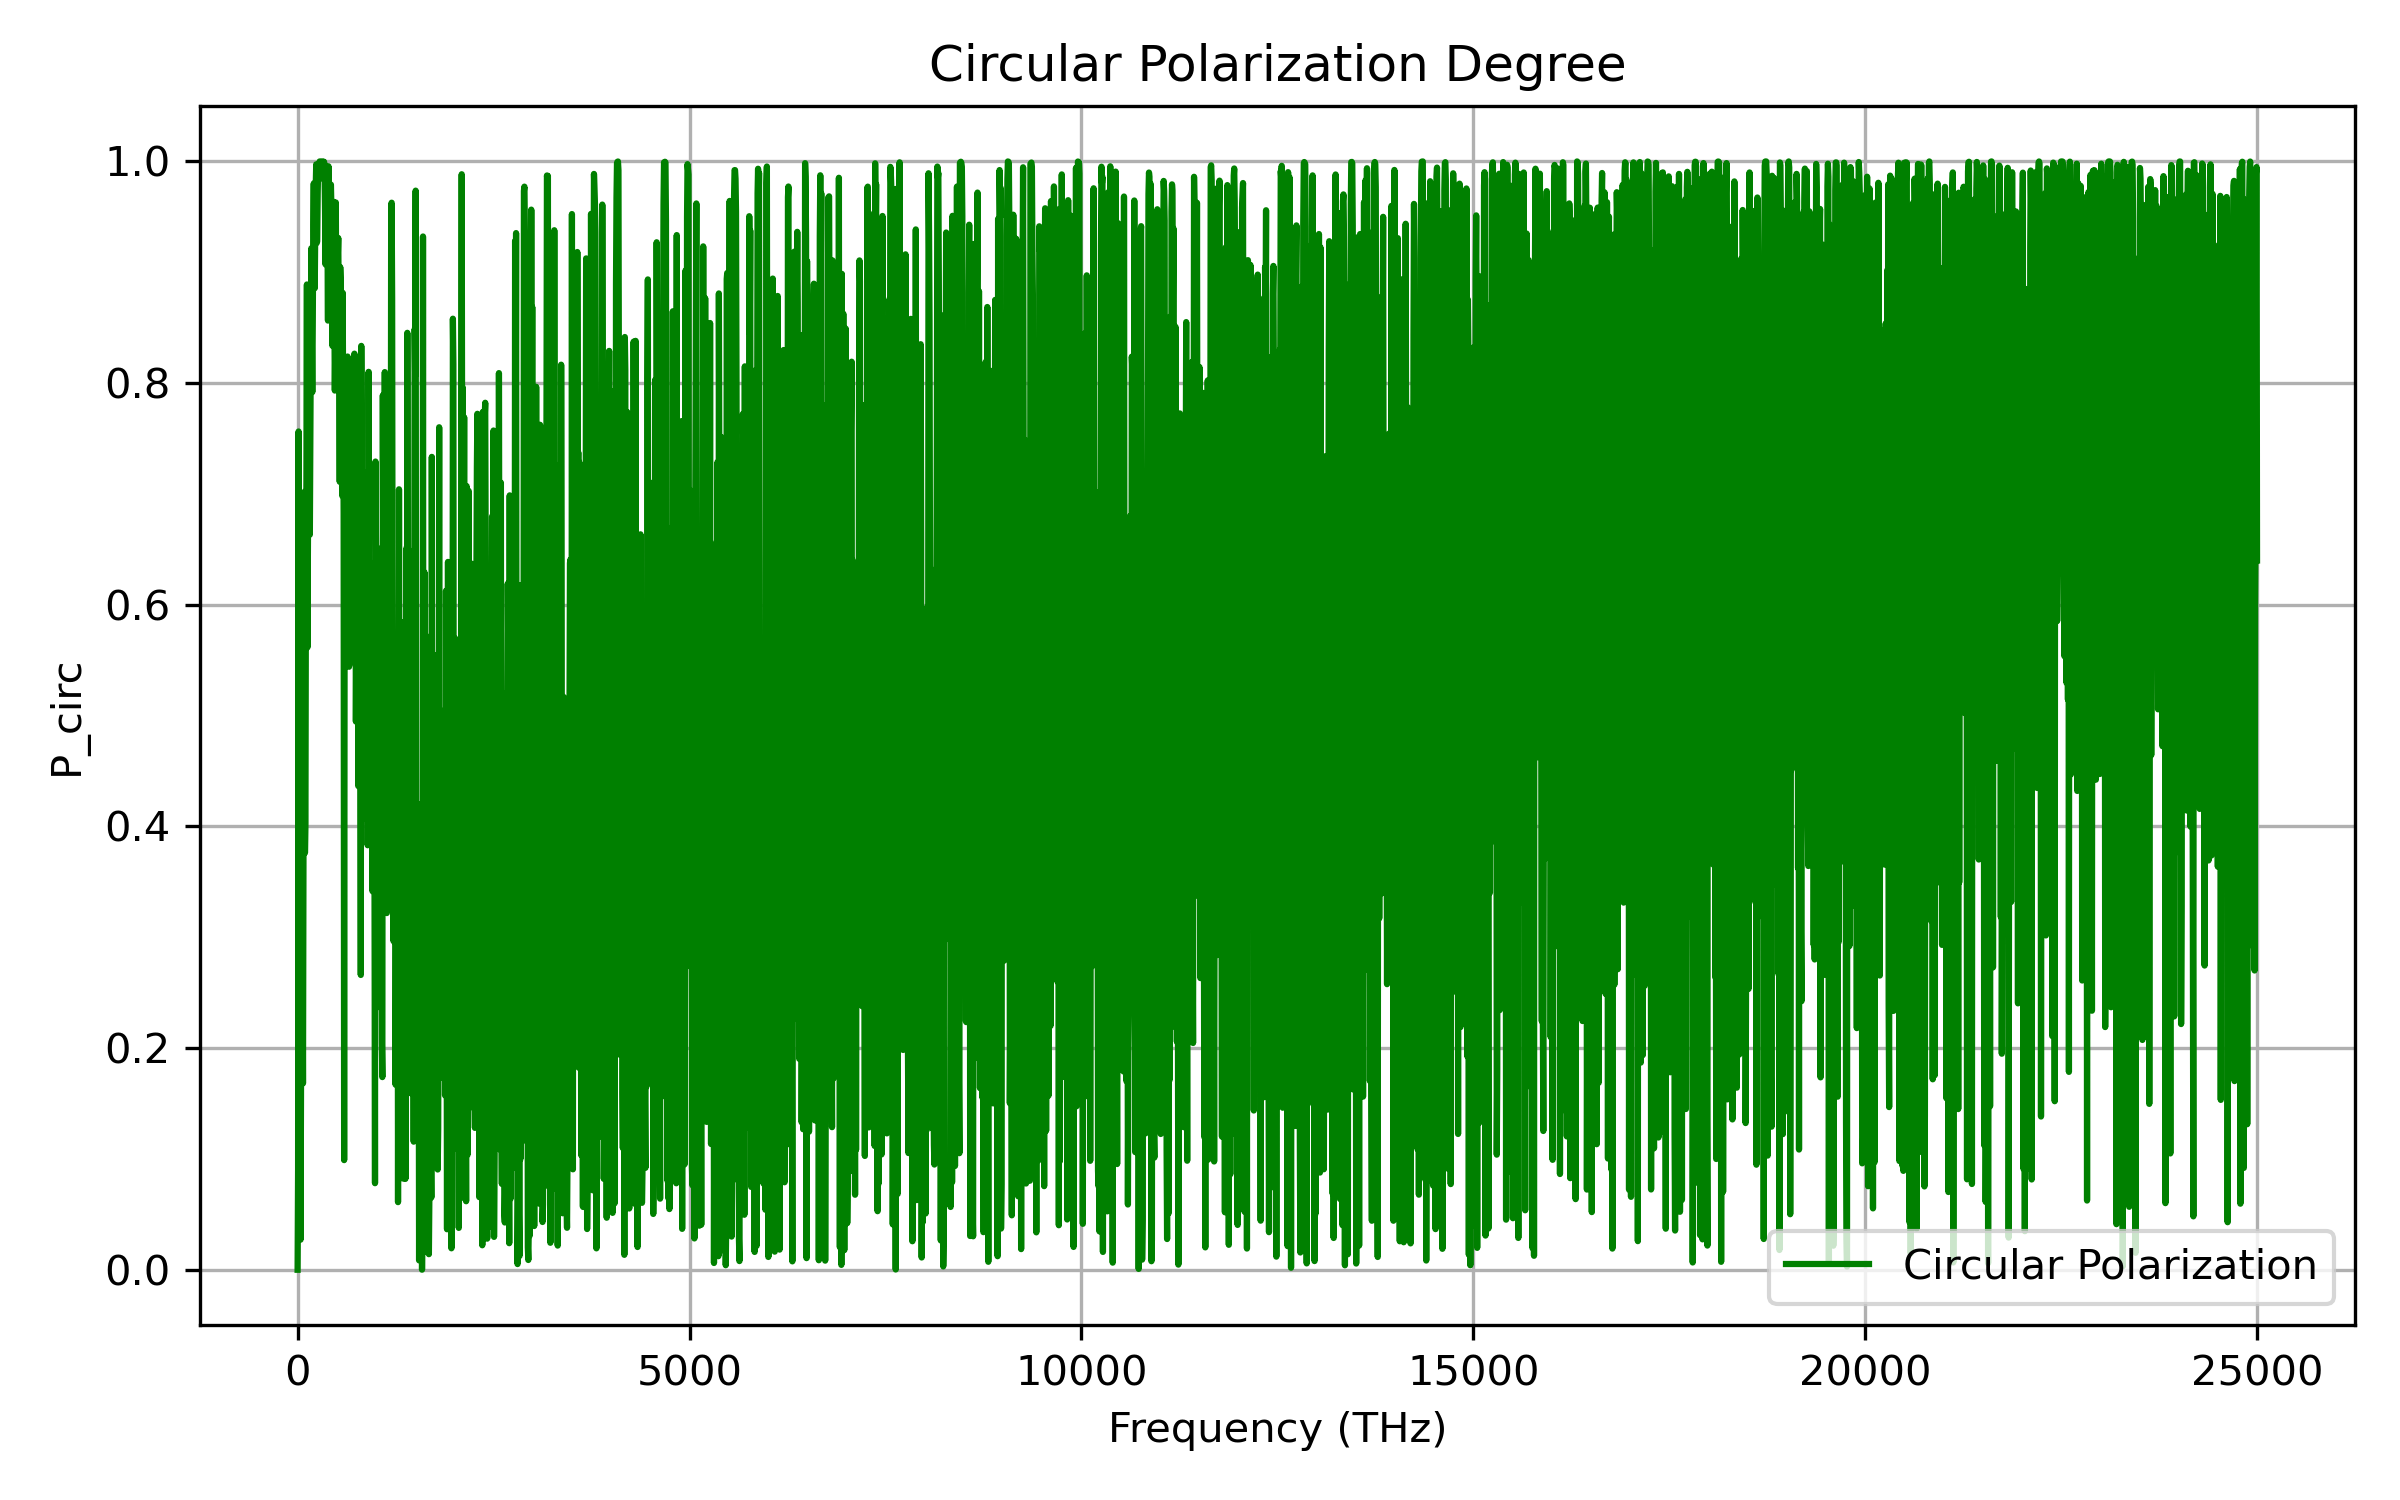 Circular Polarization Degree
1.0
0.8
0.6
0.4
0.2
0.0
P_circ
Circular Polarization
0 5000 10000 15000 20000 25000
Frequency (THz)